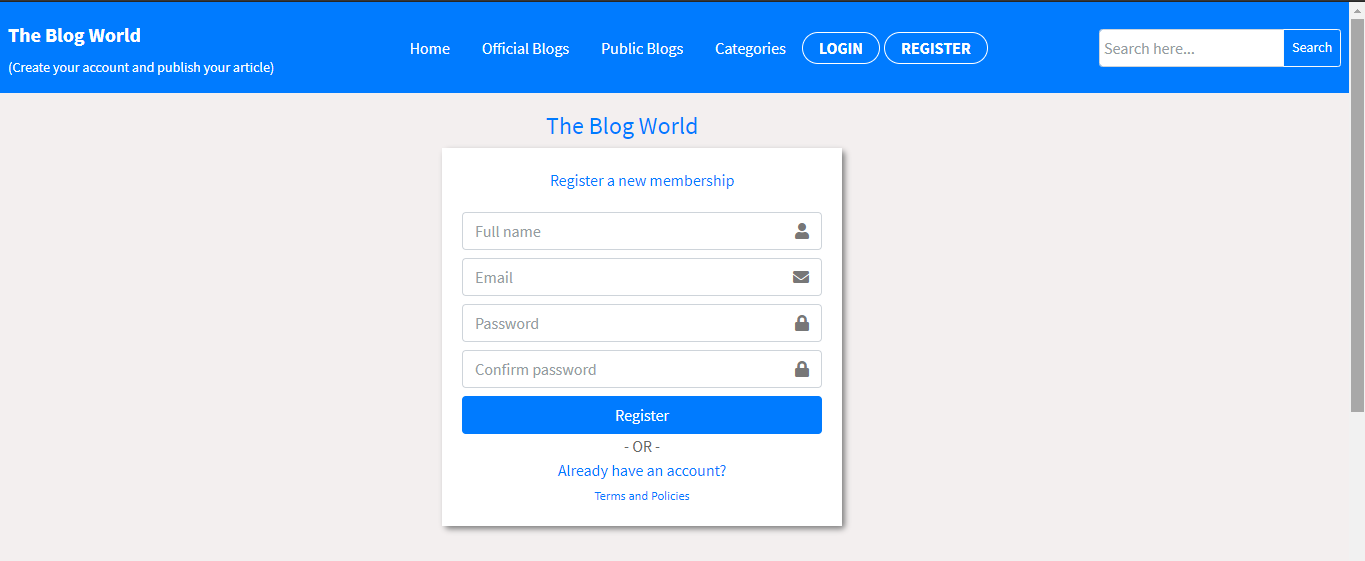 The Blog World
(Create your account and publish your article)
Home Official Blogs Public Blogs Categories LOGIN REGISTER
Search here... Search
The Blog World
Register a new membership
Full name
Email
Password
Confirm password
Register
- OR -
Already have an account?
Terms and Policies